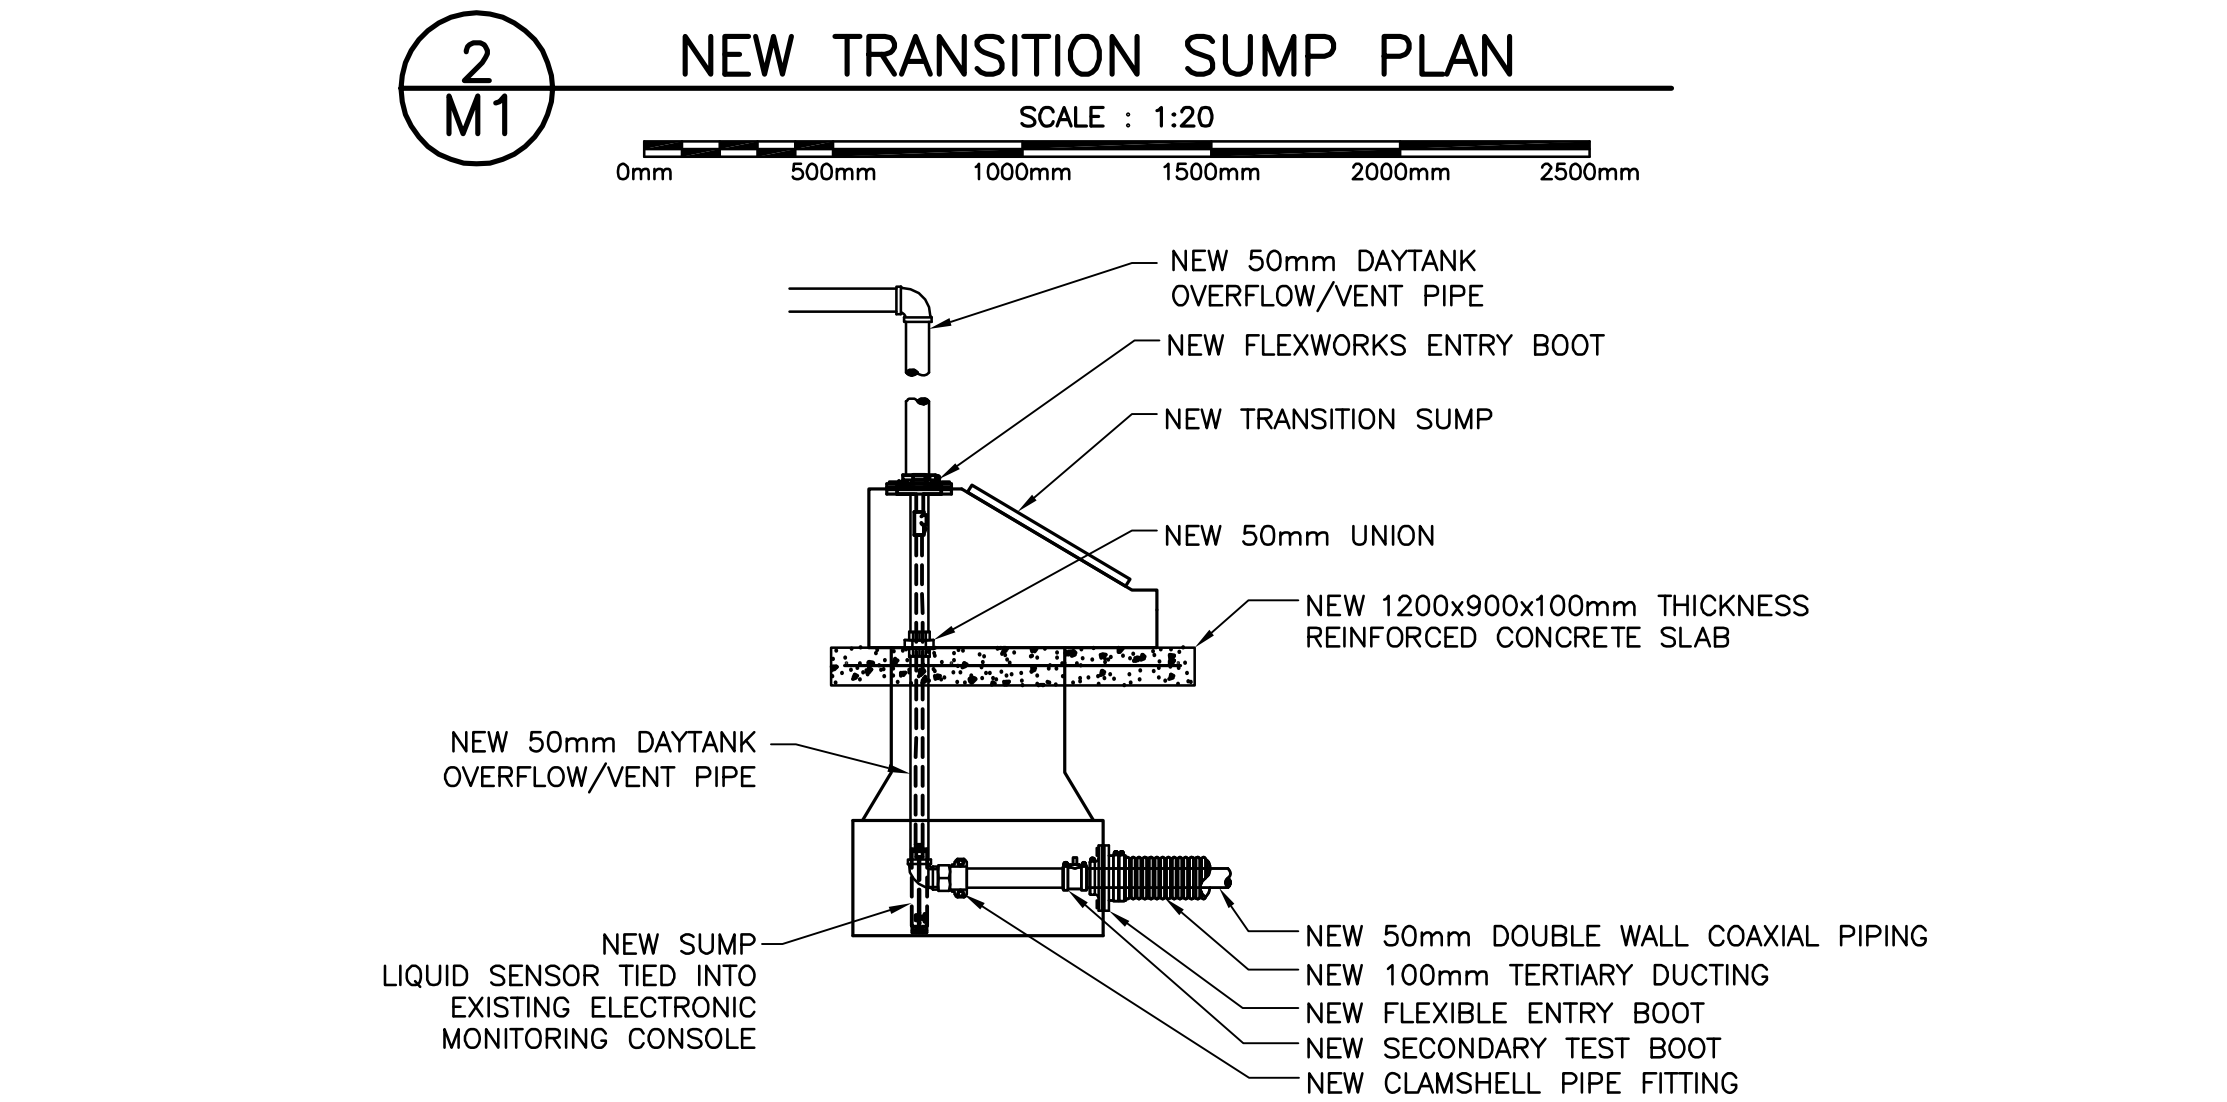 2
M1
NEW TRANSITION SUMP PLAN
SCALE : 1:20
0mm 500mm 1000mm 1500mm 2000mm 2500mm
NEW 50mm DAYTANK
OVERFLOW/VENT PIPE
NEW FLEXWORKS ENTRY BOOT
NEW TRANSITION SUMP
NEW 50mm UNION
NEW 1200x900x100mm THICKNESS
REINFORCED CONCRETE SLAB
NEW 50mm DAYTANK
OVERFLOW/VENT PIPE
NEW SUMP
LIQUID SENSOR TIED INTO
EXISTING ELECTRONIC
MONITORING CONSOLE
NEW 50mm DOUBLE WALL COAXIAL PIPING
NEW 100mm TERTIARY DUCTING
NEW FLEXIBLE ENTRY BOOT
NEW SECONDARY TEST BOOT
NEW CLAMSHELL PIPE FITTING